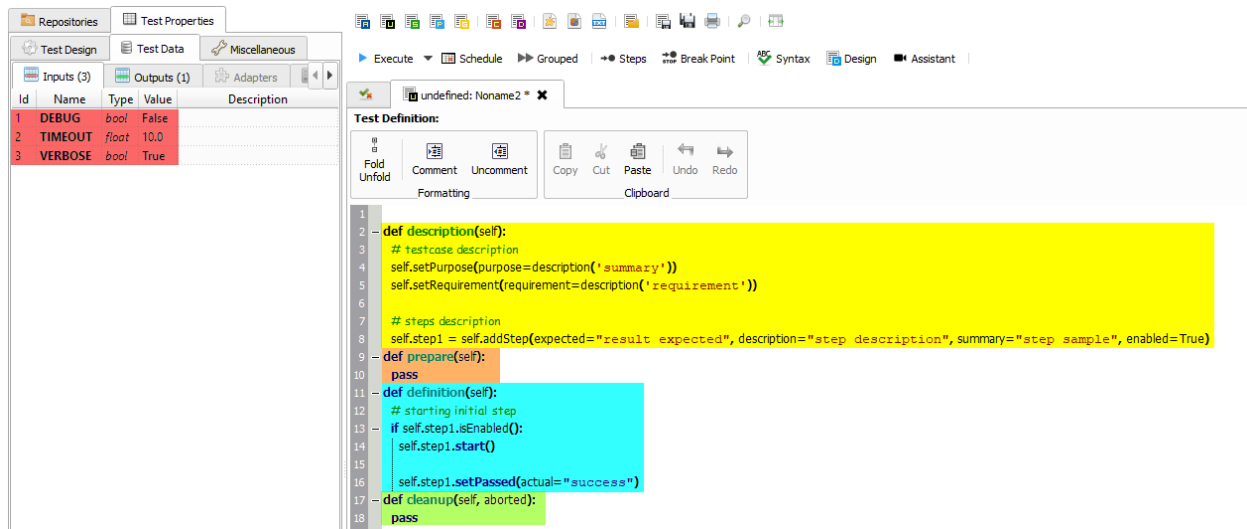 Repositories Test Properties
Test Design Test Data Miscellaneous
Inputs (3) Outputs (1) Adapters
Id Name Type Value Description
1 DEBUG bool False
2 TIMEOUT float 10.0
3 VERBOSE bool True
Execute Schedule Grouped Steps Break Point Syntax Design Assistant
undefined: Noname2 *
Test Definition:
Fold Unfold Comment Uncomment Copy Cut Paste Undo Redo
Formatting Clipboard
1
2 def description(self):
3 # testcase description
4 self.setPurpose(purpose=description('summary'))
5 self.setRequirement(requirement=description('requirement'))
6
7 # steps description
8 self.step1 = self.addStep(expected="result expected", description="step description", summary="step sample", enabled=True)
9 def prepare(self):
10 pass
11 def definition(self):
12 # starting initial step
13 if self.step1.isEnabled():
14 self.step1.start()
15
16 self.step1.setPassed(actual="success")
17 def cleanup(self, aborted):
18 pass